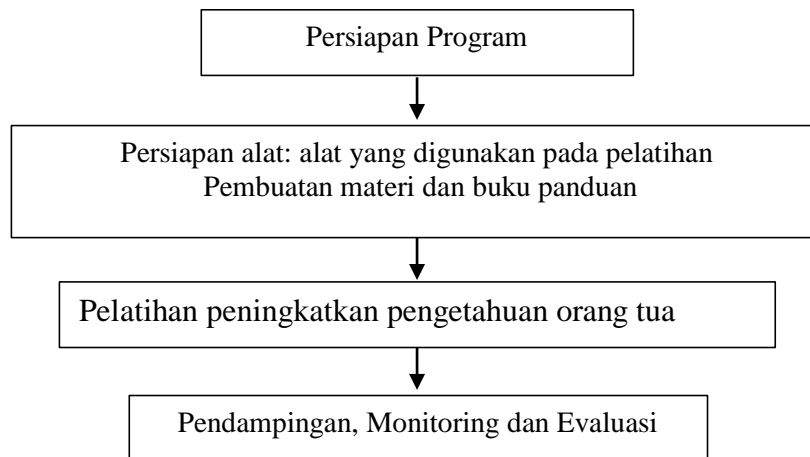 Persiapan Program
Persiapan alat: alat yang digunakan pada pelatihan
Pembuatan materi dan buku panduan
Pelatihan peningkatkan pengetahuan orang tua
Pendampingan, Monitoring dan Evaluasi